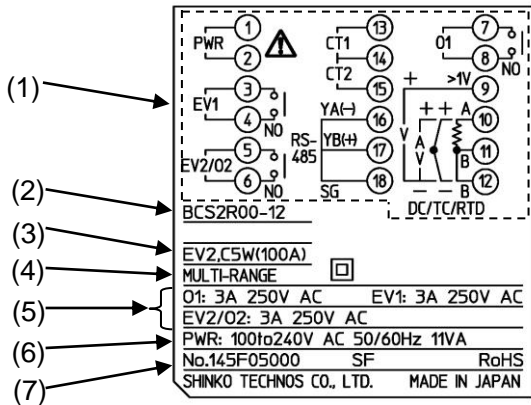 (1)
PWR 1 2
EV1 3 4 NO
EV2/O2 5 6 NO
CT1 13
14
CT2 15
RS-485
YA(-) 16
YB(+) 17
SG 18
O1 7 8 NO
+ >1V 9
V + + A 10
A V B 11
- - - B 12
DC/TC/RTD
(2) BCS2R00-12
(3) EV2,C5W(100A)
(4) MULTI-RANGE
(5) O1: 3A 250V AC EV1: 3A 250V AC
EV2/O2: 3A 250V AC
(6) PWR: 100to240V AC 50/60Hz 11VA
(7) No.145F05000 SF RoHS
SHINKO TECHNOS CO., LTD. MADE IN JAPAN